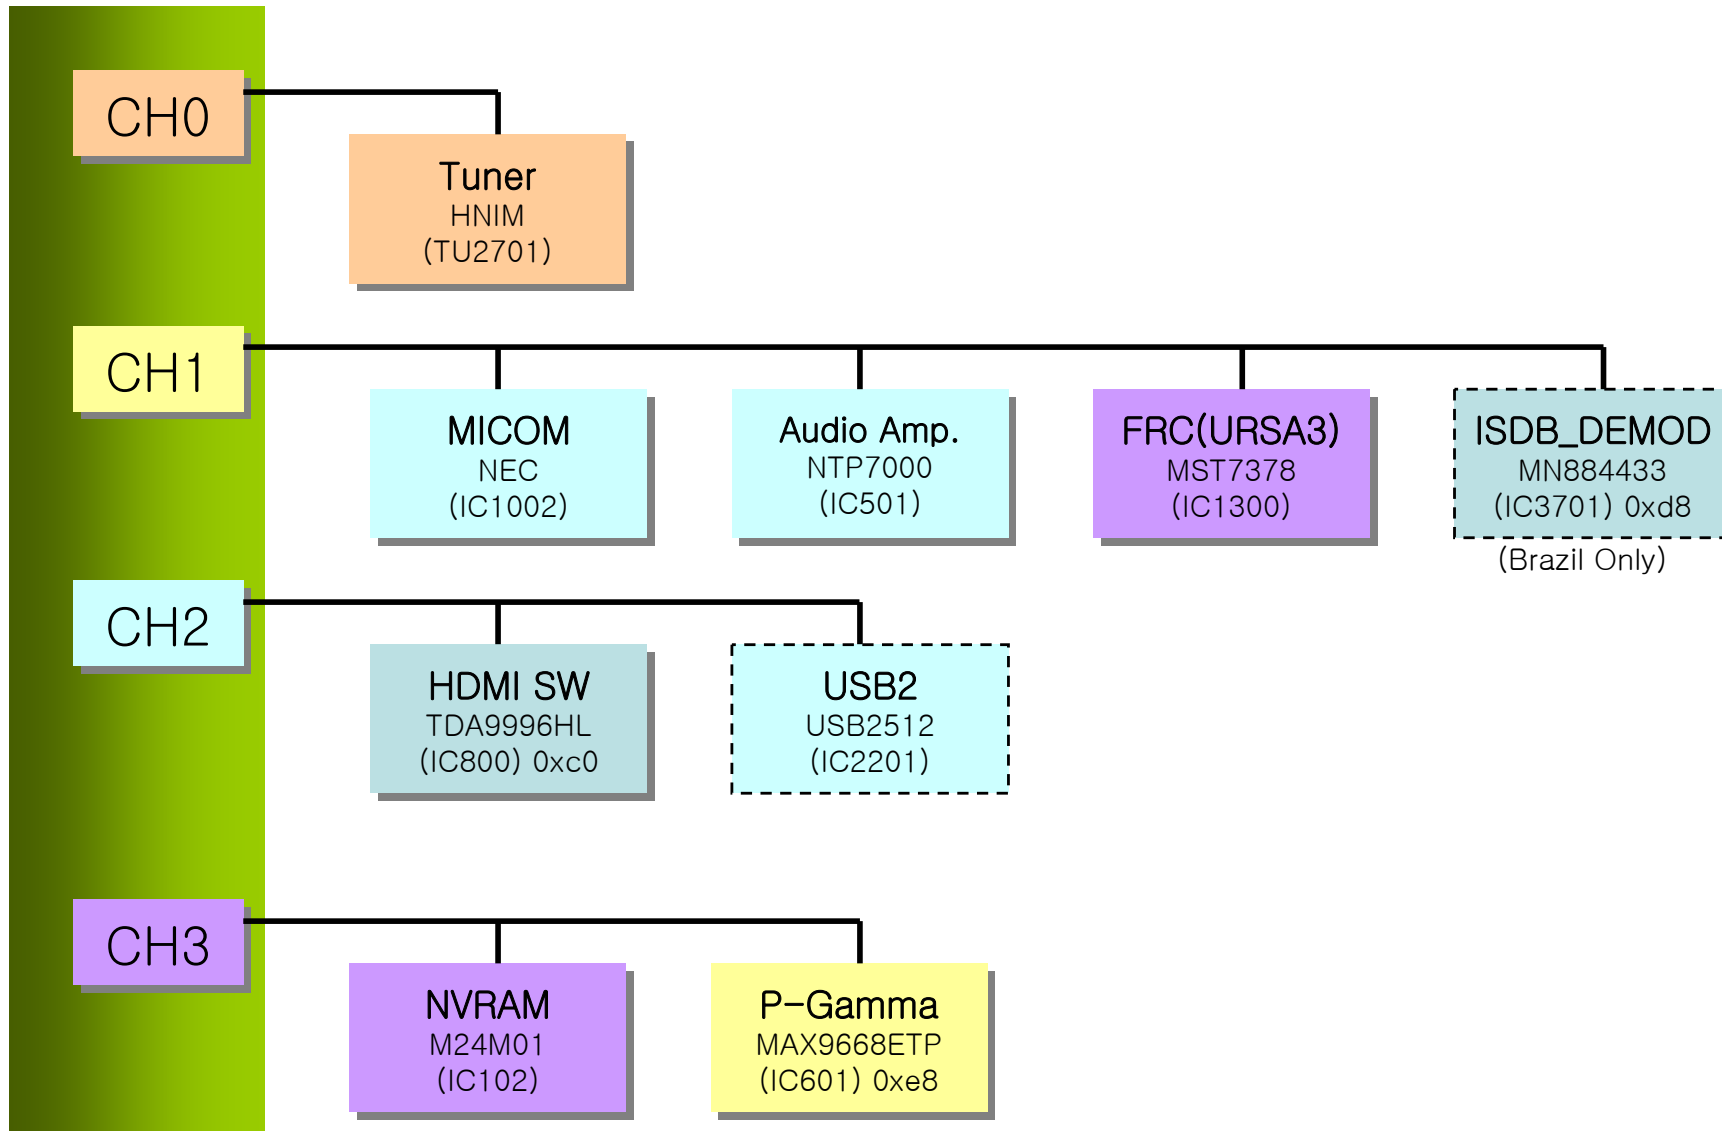 CH0
Tuner
HNIM
(TU2701)
CH1
MICOM
NEC
(IC1002)
Audio Amp.
NTP7000
(IC501)
FRC(URSA3)
MST7378
(IC1300)
ISDB_DEMOD
MN884433
(IC3701) 0xd8
(Brazil Only)
CH2
HDMI SW
TDA9996HL
(IC800) 0xc0
USB2
USB2512
(IC2201)
CH3
NVRAM
M24M01
(IC102)
P-Gamma
MAX9668ETP
(IC601) 0xe8